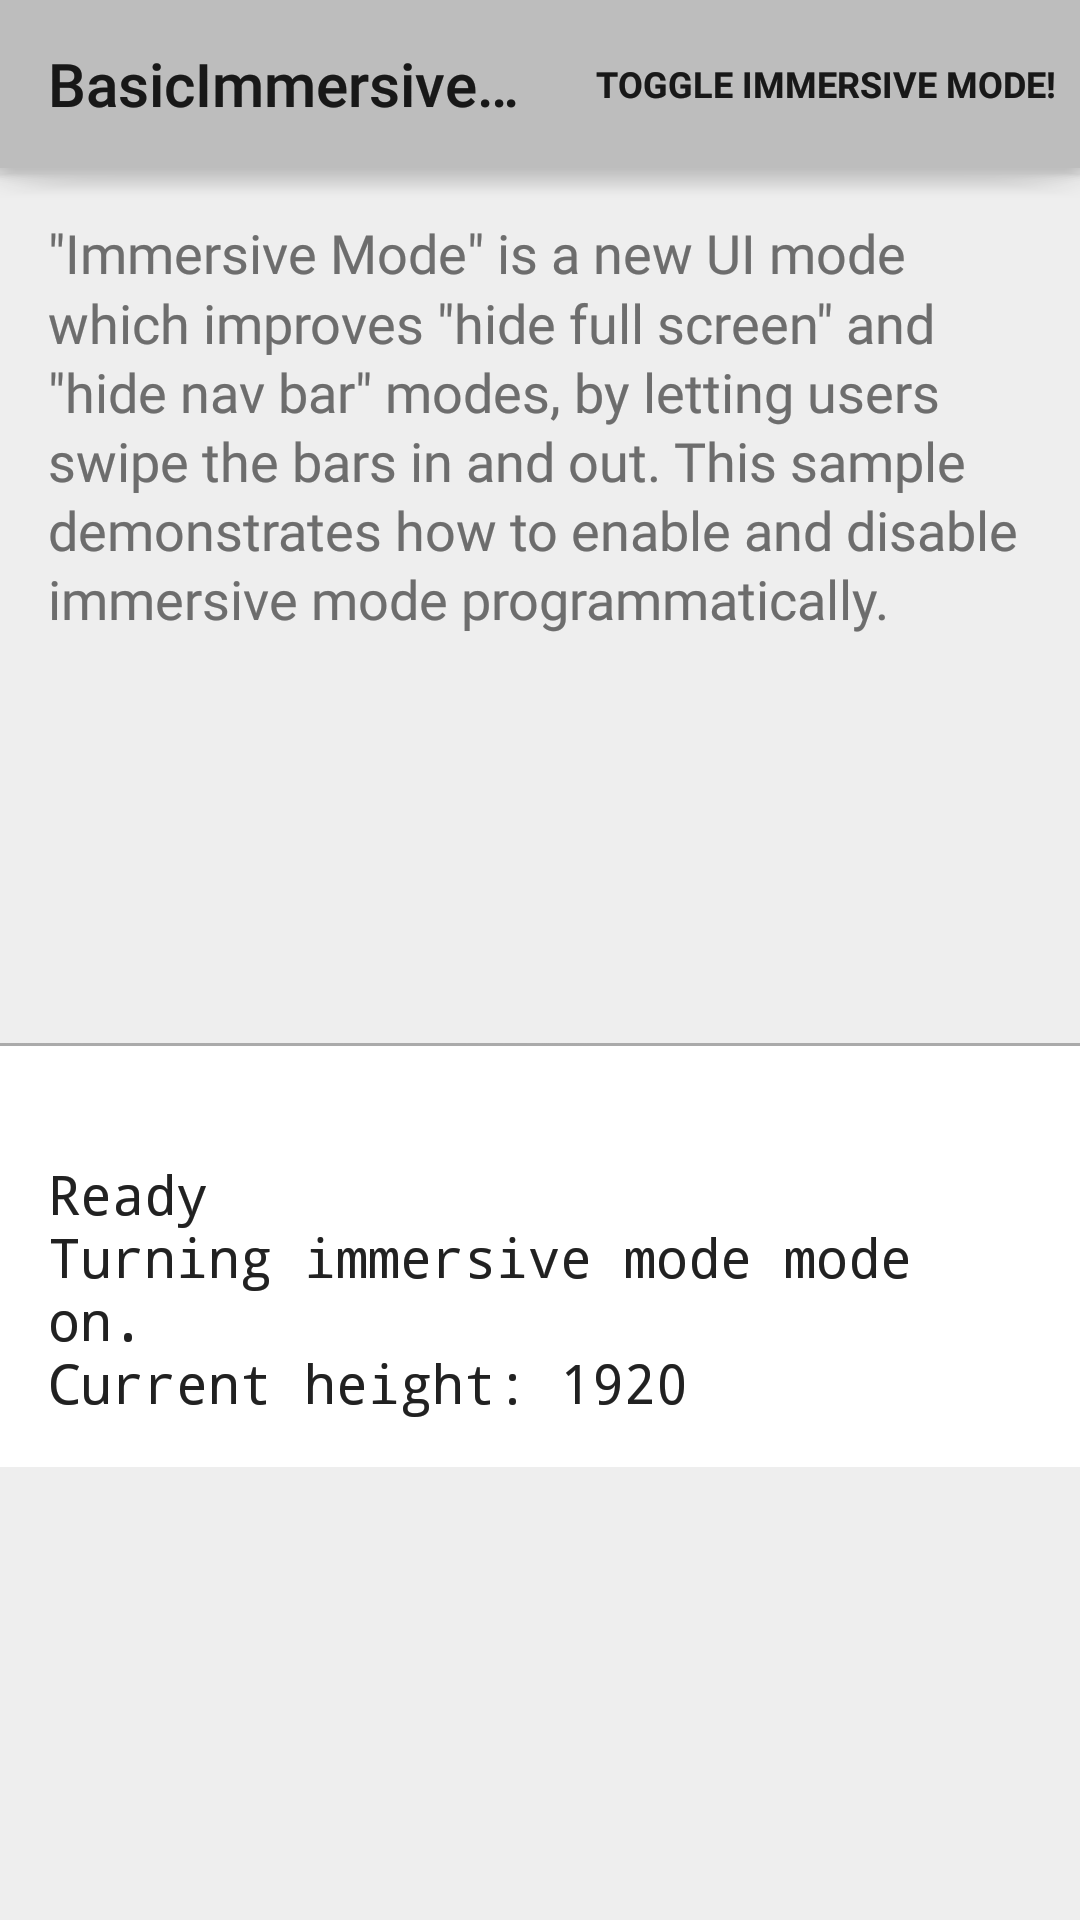 BasicImmersive…
TOGGLE IMMERSIVE MODE!
"Immersive Mode" is a new UI mode
which improves "hide full screen" and
"hide nav bar" modes, by letting users
swipe the bars in and out. This sample
demonstrates how to enable and disable
immersive mode programmatically.
Ready
Turning immersive mode mode
on.
Current height: 1920